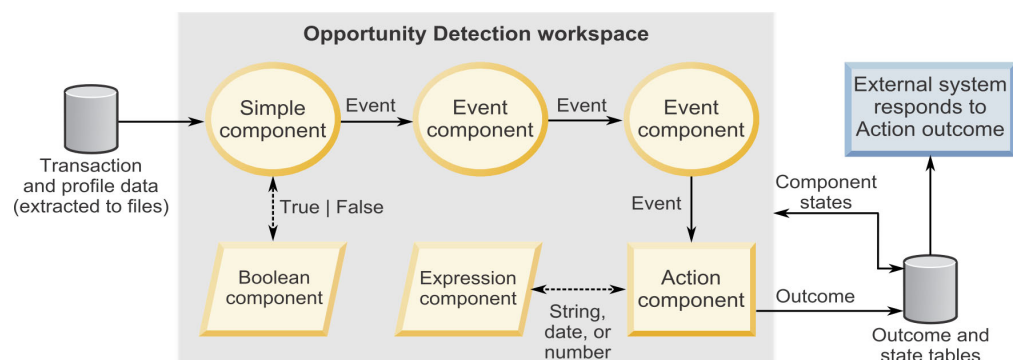 Opportunity Detection workspace
Transaction
and profile data
(extracted to files)
Simple
component
Event
Event
component
Event
Event
component
External system
responds to
Action outcome
True | False
Event
Component
states
Boolean
component
Expression
component
String,
date, or
number
Action
component
Outcome
Outcome and
state tables